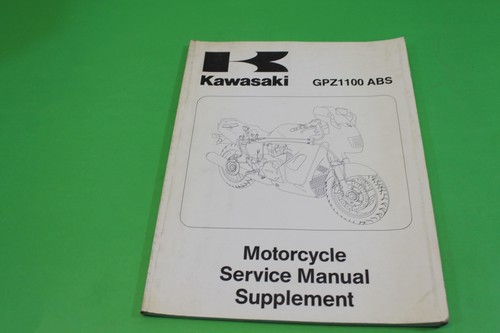 Kawasaki
GPZ1100 ABS
Motorcycle
Service Manual
Supplement